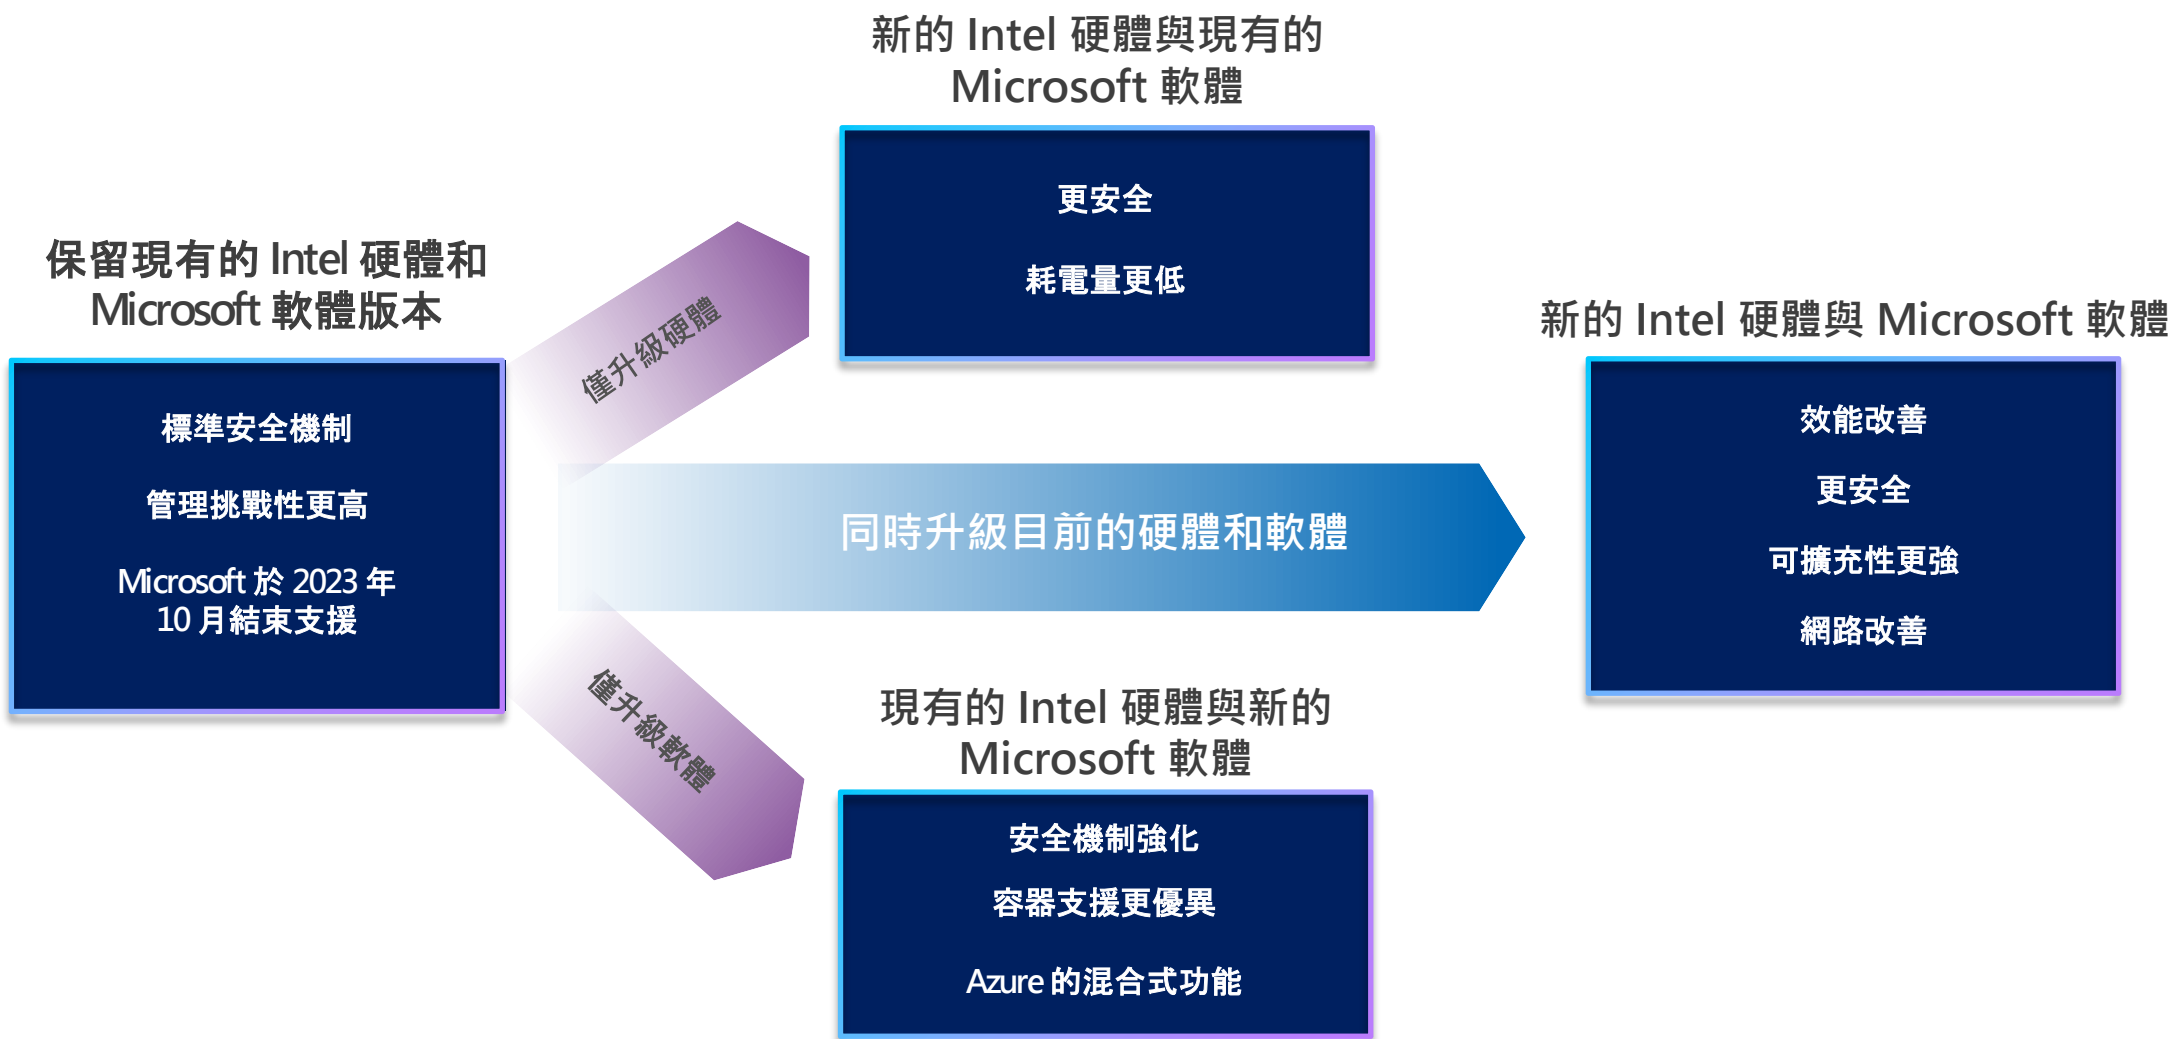 保留現有的 Intel 硬體和
Microsoft 軟體版本
標準安全機制
管理挑戰性更高
Microsoft 於 2023 年
10 月結束支援
僅升級硬體
新的 Intel 硬體與現有的
Microsoft 軟體
更安全
耗電量更低
同時升級目前的硬體和軟體
新的 Intel 硬體與 Microsoft 軟體
效能改善
更安全
可擴充性更強
網路改善
僅升級軟體
現有的 Intel 硬體與新的
Microsoft 軟體
安全機制強化
容器支援更優異
Azure 的混合式功能